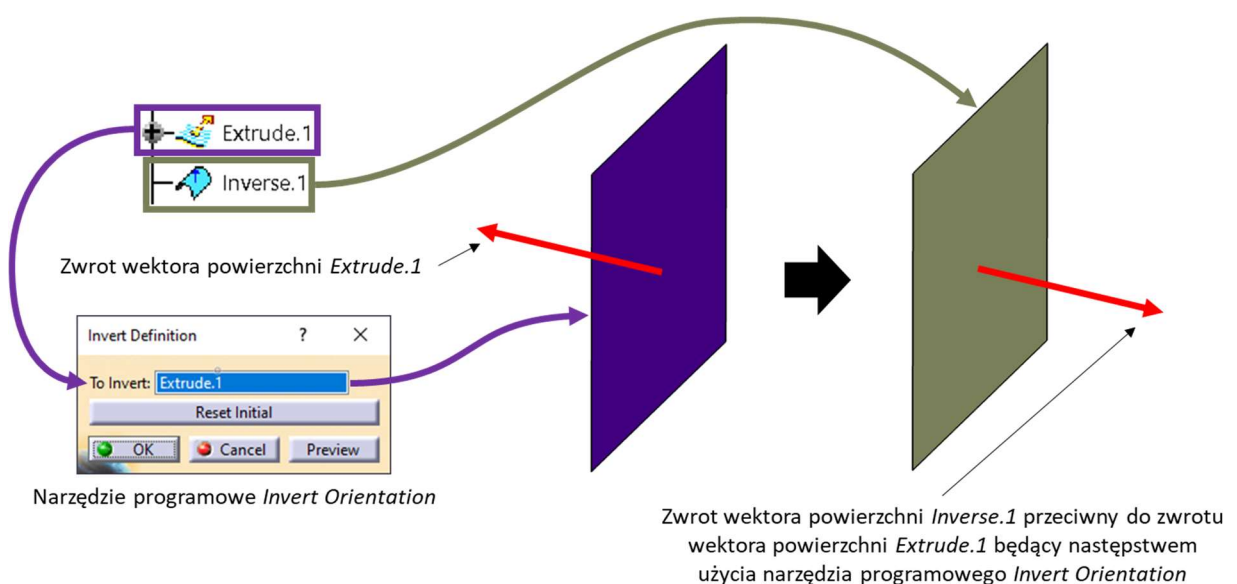 Extrude.1
Inverse.1
Zwrot wektora powierzchni Extrude.1
Invert Definition ? X
To Invert: Extrude.1
Reset Initial
OK Cancel Preview
Narzędzie programowe Invert Orientation
Zwrot wektora powierzchni Inverse.1 przeciwny do zwrotu
wektora powierzchni Extrude.1 będący następstwem
użycia narzędzia programowego Invert Orientation